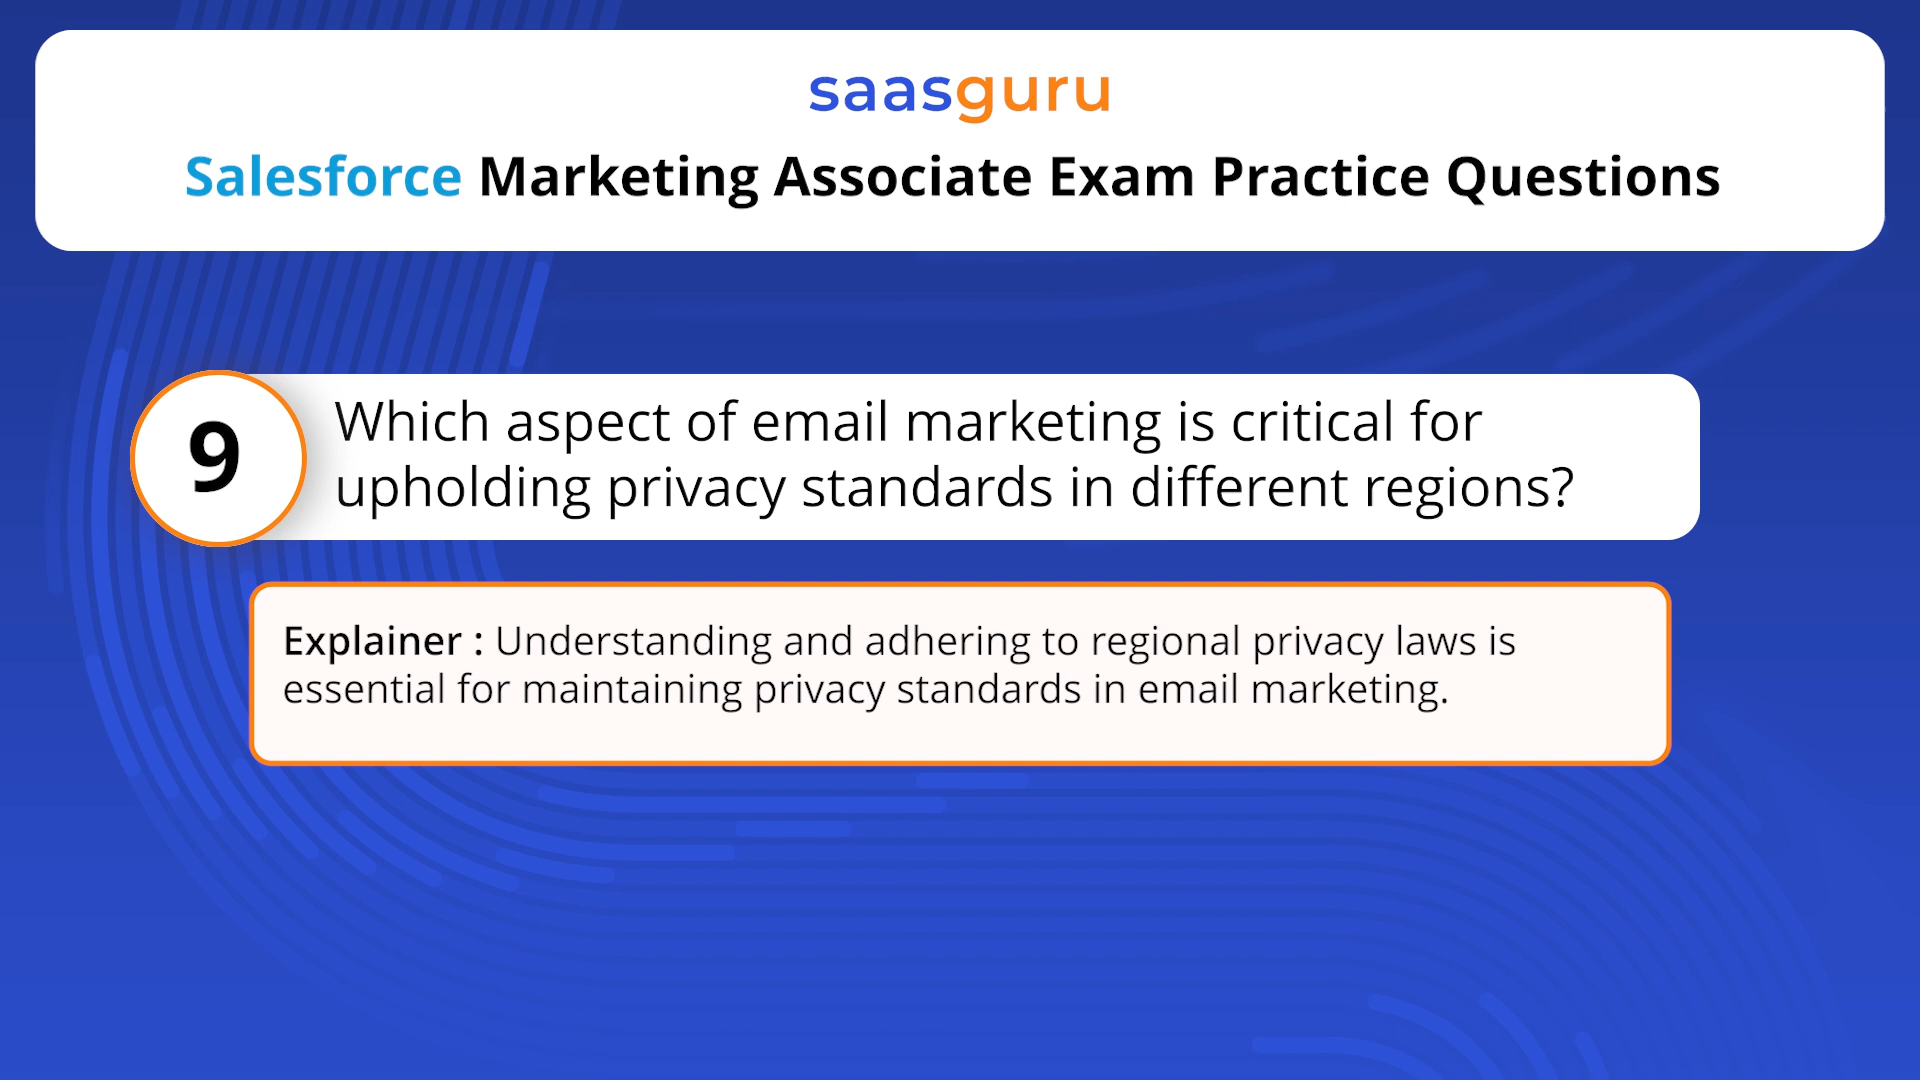 saasguru
Salesforce Marketing Associate Exam Practice Questions
9
Which aspect of email marketing is critical for
upholding privacy standards in different regions?
Explainer : Understanding and adhering to regional privacy laws is
essential for maintaining privacy standards in email marketing.